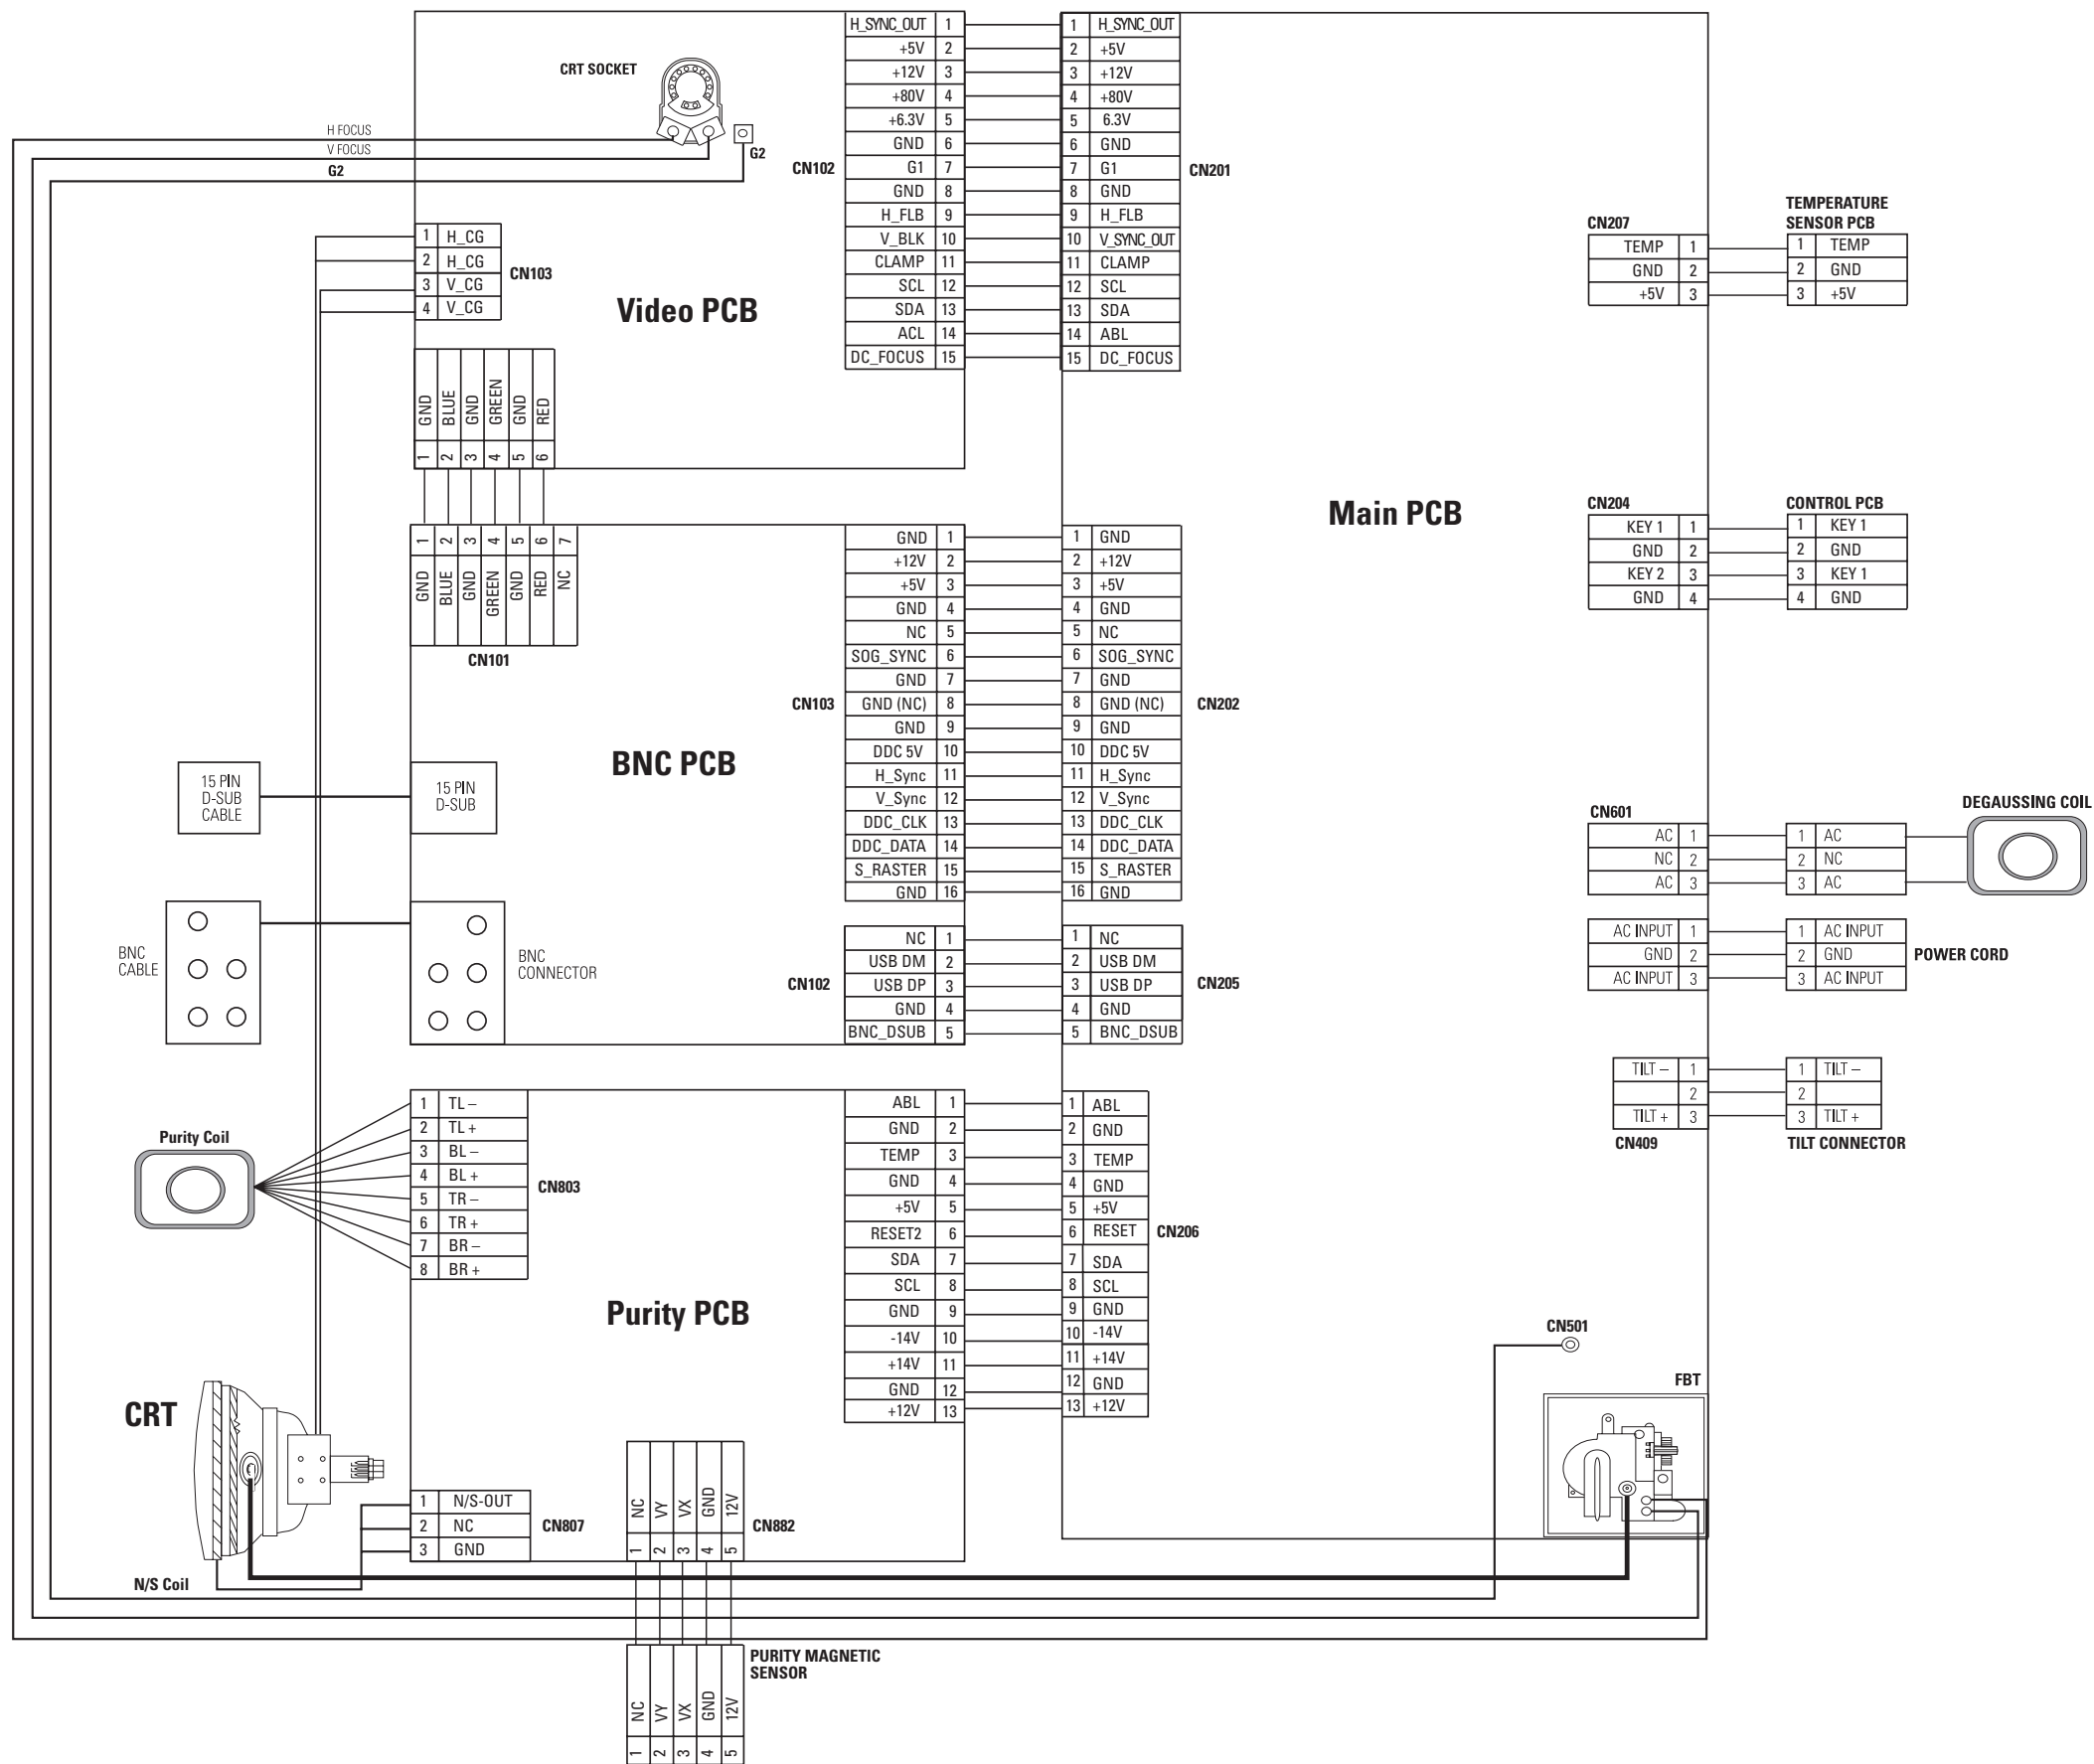 CRT SOCKET
H FOCUS
V FOCUS
G2
G2
1 H_CG
2 H_CG
3 V_CG
4 V_CG
CN103
Video PCB
H_SYNC_OUT 1
+5V 2
+12V 3
+80V 4
+6.3V 5
GND 6
G1 7
GND 8
H_FLB 9
V_BLK 10
CLAMP 11
SCL 12
SDA 13
ACL 14
DC_FOCUS 15
CN102
1 H_SYNC_OUT
2 +5V
3 +12V
4 +80V
5 6.3V
6 GND
7 G1
8 GND
9 H_FLB
10 V_SYNC_OUT
11 CLAMP
12 SCL
13 SDA
14 ABL
15 DC_FOCUS
CN201
1 GND
2 BLUE
3 GND
4 GREEN
5 GND
6 RED
Main PCB
CN207
TEMP 1
GND 2
+5V 3
TEMPERATURE
SENSOR PCB
1 TEMP
2 GND
3 +5V
CN204
KEY 1 1
GND 2
KEY 2 3
GND 4
CONTROL PCB
1 KEY 1
2 GND
3 KEY 1
4 GND
1 GND
2 BLUE
3 GND
4 GREEN
5 GND
6 RED
7 NC
CN101
BNC PCB
GND 1
+12V 2
+5V 3
GND 4
NC 5
SOG_SYNC 6
GND 7
GND (NC) 8
GND 9
DDC 5V 10
H_Sync 11
V_Sync 12
DDC_CLK 13
DDC_DATA 14
S_RASTER 15
GND 16
CN103
1 GND
2 +12V
3 +5V
4 GND
5 NC
6 SOG_SYNC
7 GND
8 GND (NC)
9 GND
10 DDC 5V
11 H_Sync
12 V_Sync
13 DDC_CLK
14 DDC_DATA
15 S_RASTER
16 GND
CN202
15 PIN
D-SUB
CABLE
15 PIN
D-SUB
BNC
CABLE
BNC
CONNECTOR
NC 1
USB DM 2
USB DP 3
GND 4
BNC_DSUB 5
CN102
1 NC
2 USB DM
3 USB DP
4 GND
5 BNC_DSUB
CN205
CN601
AC 1
NC 2
AC 3
1 AC
2 NC
3 AC
DEGAUSSING COIL
AC INPUT 1
GND 2
AC INPUT 3
1 AC INPUT
2 GND
3 AC INPUT
POWER CORD
TILT – 1
2
TILT + 3
CN409
1 TILT –
2
3 TILT +
TILT CONNECTOR
Purity Coil
1 TL –
2 TL +
3 BL –
4 BL +
5 TR –
6 TR +
7 BR –
8 BR +
CN803
Purity PCB
ABL 1
GND 2
TEMP 3
GND 4
+5V 5
RESET2 6
SDA 7
SCL 8
GND 9
-14V 10
+14V 11
GND 12
+12V 13
1 ABL
2 GND
3 TEMP
4 GND
5 +5V
6 RESET
7 SDA
8 SCL
9 GND
10 -14V
11 +14V
12 GND
13 +12V
CN206
CN501
FBT
CRT
N/S Coil
1 N/S-OUT
2 NC
3 GND
CN807
1 NC
2 VY
3 VX
4 GND
5 12V
CN882
PURITY MAGNETIC
SENSOR
1 NC
2 VY
3 VX
4 GND
5 12V